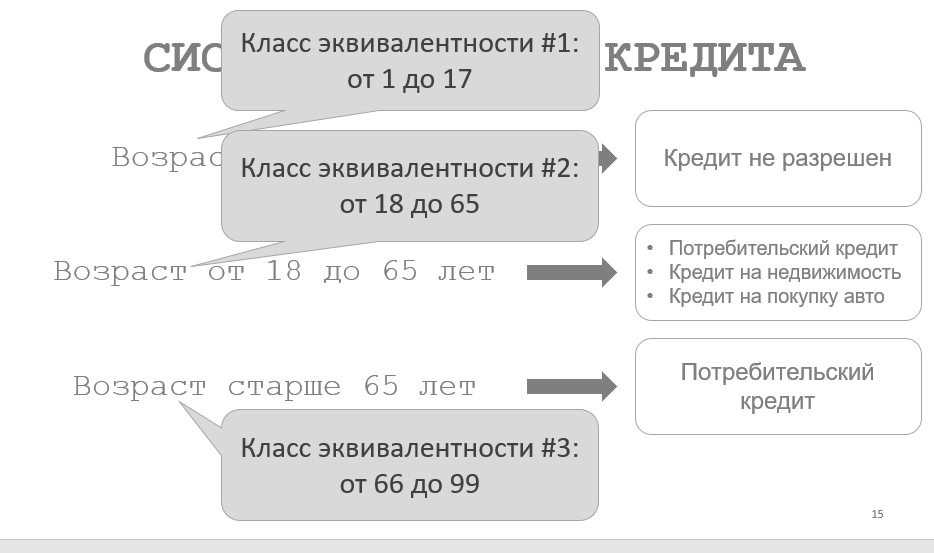 Класс эквивалентности #1:
от 1 до 17
КРЕДИТА
Класс эквивалентности #2:
от 18 до 65
Кредит не разрешен
Возраст от 18 до 65 лет
• Потребительский кредит
• Кредит на недвижимость
• Кредит на покупку авто
Возраст старше 65 лет
Потребительский
кредит
Класс эквивалентности #3:
от 66 до 99
15